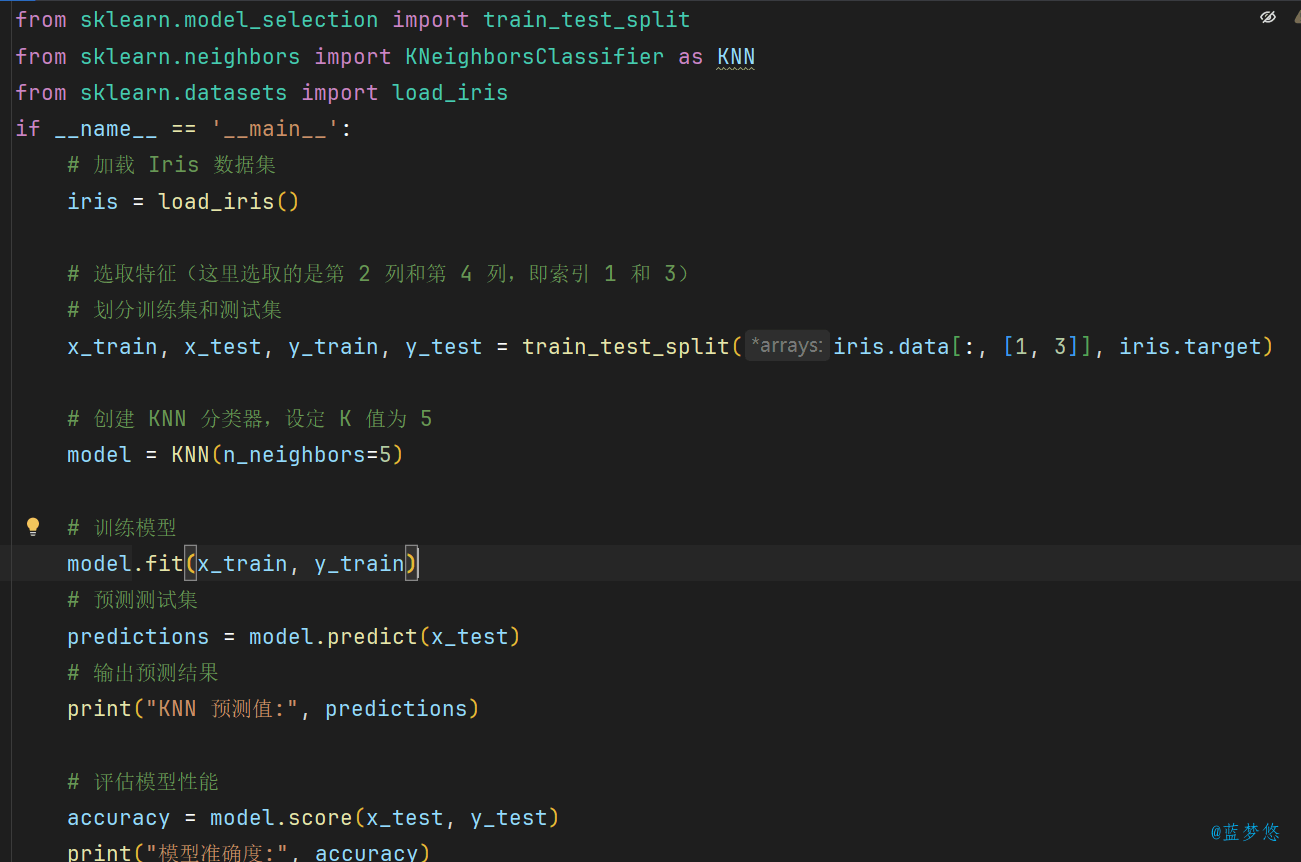 from sklearn.model_selection import train_test_split
from sklearn.neighbors import KNeighborsClassifier as KNN
from sklearn.datasets import load_iris
if __name__ == '__main__':
    # 加载 Iris 数据集
    iris = load_iris()

    # 选取特征（这里选取的是第 2 列和第 4 列，即索引 1 和 3）
    # 划分训练集和测试集
    x_train, x_test, y_train, y_test = train_test_split(*arrays: iris.data[:, [1, 3]], iris.target)

    # 创建 KNN 分类器，设定 K 值为 5
    model = KNN(n_neighbors=5)

    # 训练模型
    model.fit(x_train, y_train)
    # 预测测试集
    predictions = model.predict(x_test)
    # 输出预测结果
    print("KNN 预测值:", predictions)

    # 评估模型性能
    accuracy = model.score(x_test, y_test)
    print("模型准确度:", accuracy)
@蓝梦悠